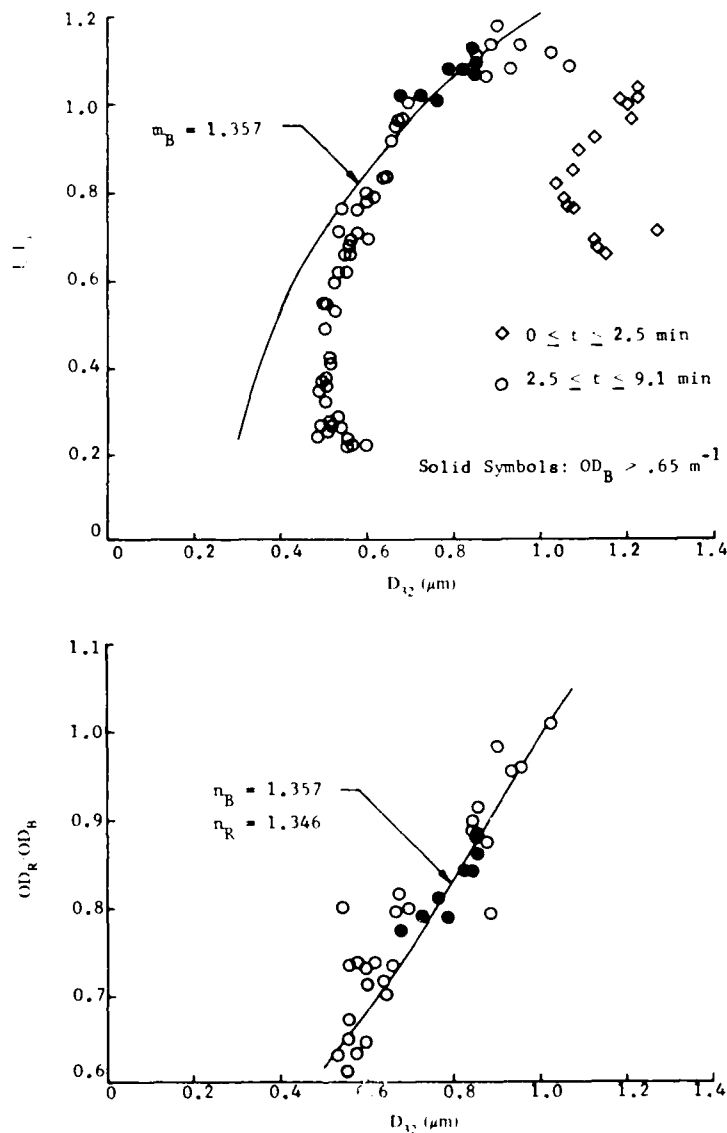 1.2
1.0
m_B = 1.357
0.8
0.6
0 ≤ t ≥ 2.5 min
0.4
2.5 ≤ t ≤ 9.1 min
0.2
Solid Symbols: OD_B > .65 m^-1
0
0 0.2 0.4 0.6 0.8 1.0 1.2 1.4
D_32 (μm)
1.1
1.0
n_B = 1.357
n_R = 1.346
0.9
OD_R OD_B
0.8
0.7
0.6
0 0.2 0.4 0.6 0.8 1.0 1.2 1.4
D_32 (μm)